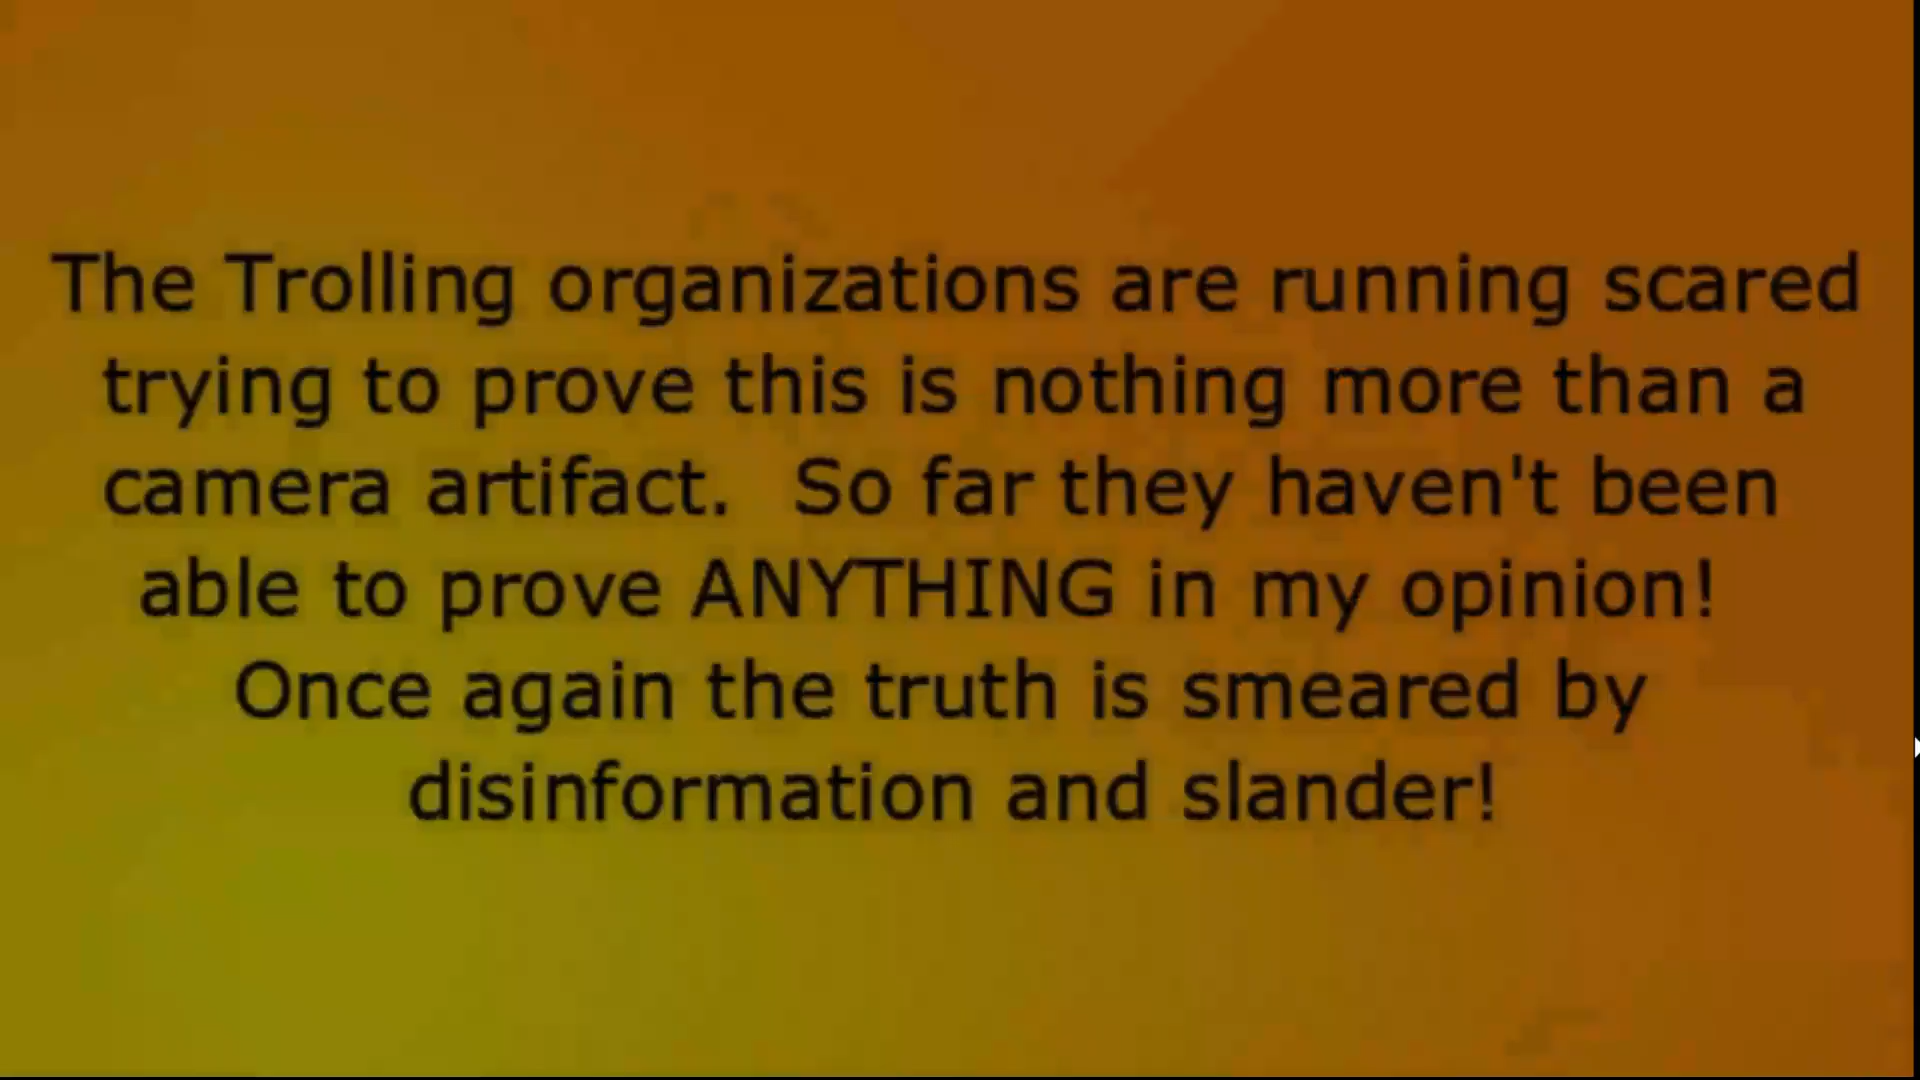 The Trolling organizations are running scared
trying to prove this is nothing more than a
camera artifact.  So far they haven't been
able to prove ANYTHING in my opinion!
Once again the truth is smeared by
disinformation and slander!